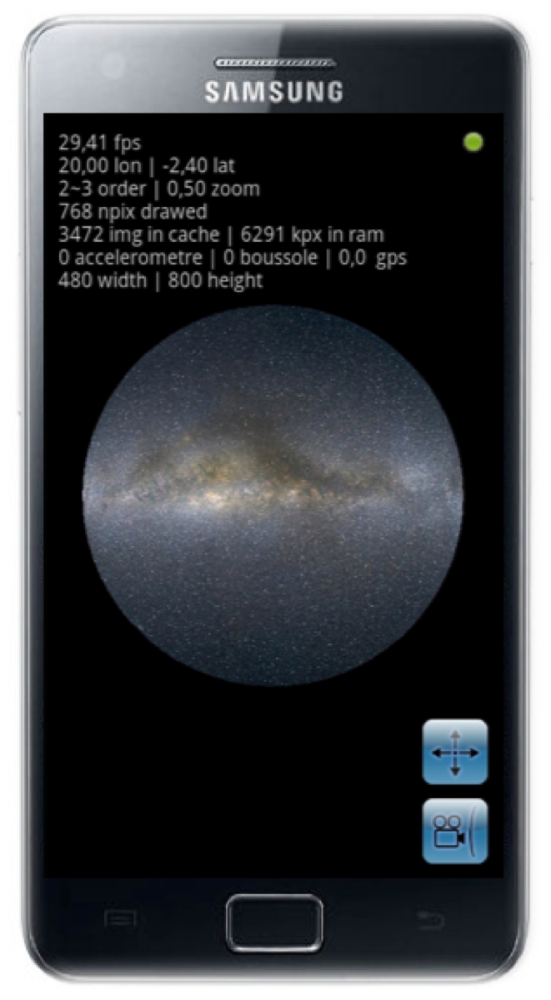 SAMSUNG
29,41 fps
20,00 lon | -2,40 lat
2~3 order | 0,50 zoom
768 npix drawed
3472 img in cache | 6291 kpx in ram
0 accelerometre | 0 boussole | 0,0 gps
480 width | 800 height